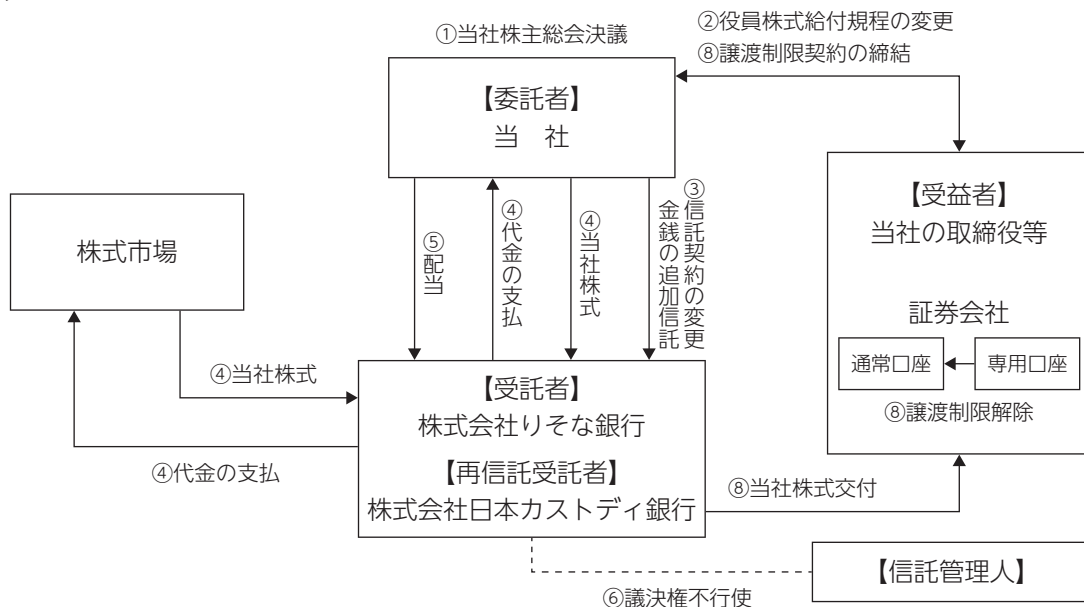 ①当社株主総会決議
②役員株式給付規程の変更
⑧譲渡制限契約の締結
【委託者】
当 社
株式市場
⑤配当
④代金の支払
④当社株式
③信託契約の変更
金銭の追加信託
【受益者】
当社の取締役等
証券会社
通常口座
専用口座
⑧譲渡制限解除
④当社株式
④代金の支払
【受託者】
株式会社りそな銀行
【再信託受託者】
株式会社日本カストディ銀行
⑧当社株式交付
【信託管理人】
⑥議決権不行使